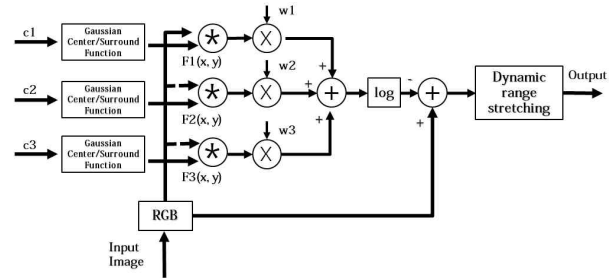 w1
c1
Gaussian
Center/Surround
Function
*
X
F1(x, y)
+
w2
c2
Gaussian
Center/Surround
Function
*
X
+
+
log
-
+
Dynamic
range
stretching
Output
F2(x, y)
+
+
w3
c3
Gaussian
Center/Surround
Function
*
X
F3(x, y)
RGB
Input
Image